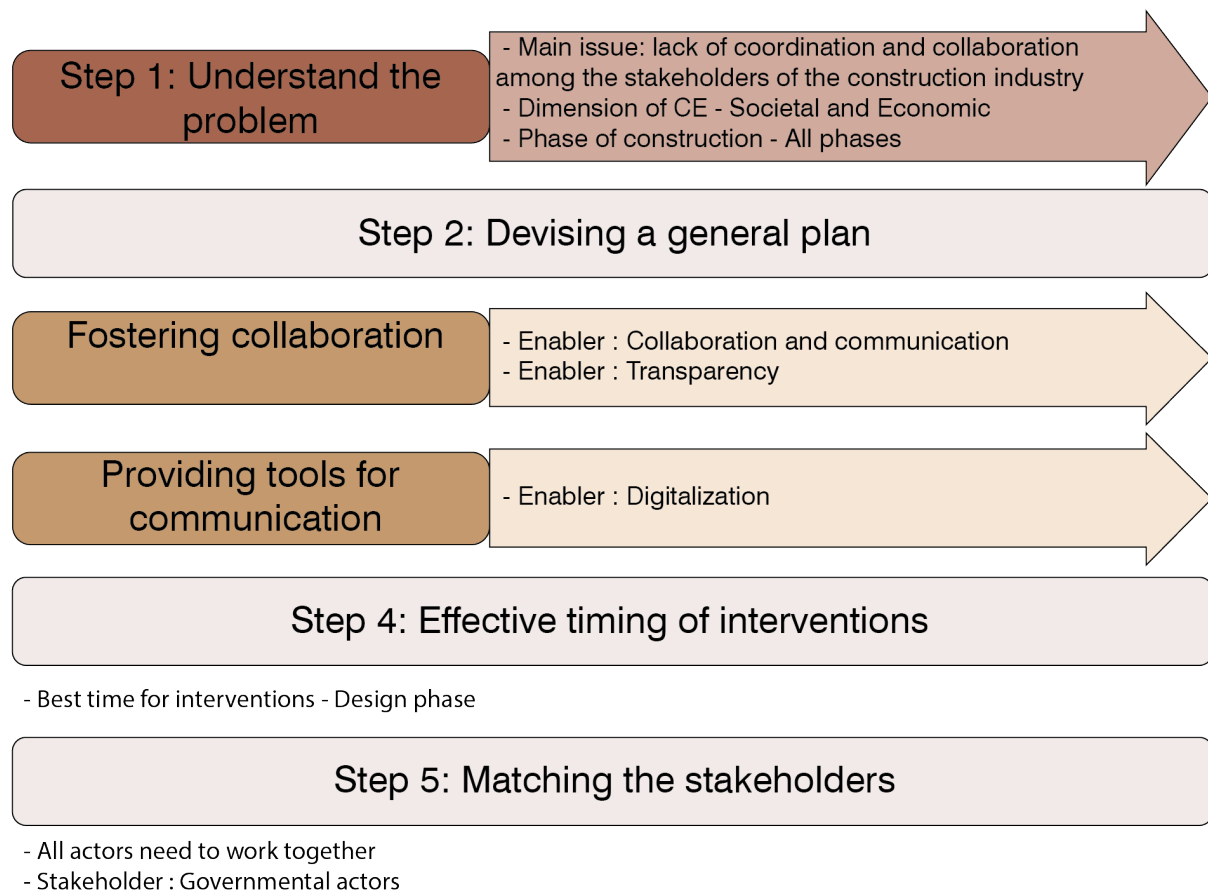 Step 1: Understand the
problem
- Main issue: lack of coordination and collaboration
among the stakeholders of the construction industry
- Dimension of CE - Societal and Economic
- Phase of construction - All phases
Step 2: Devising a general plan
Fostering collaboration
- Enabler : Collaboration and communication
- Enabler : Transparency
Providing tools for
communication
- Enabler : Digitalization
Step 4: Effective timing of interventions
- Best time for interventions - Design phase
Step 5: Matching the stakeholders
- All actors need to work together
- Stakeholder : Governmental actors